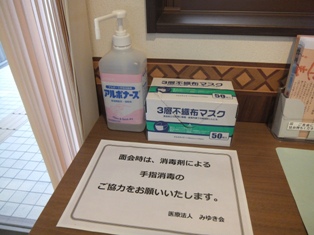 アルボナース
3層不織布マスク
50
3層不織布マスク
50
面会時は、消毒剤による
手指消毒の
ご協力をお願いいたします。
医療法人　みゆき会